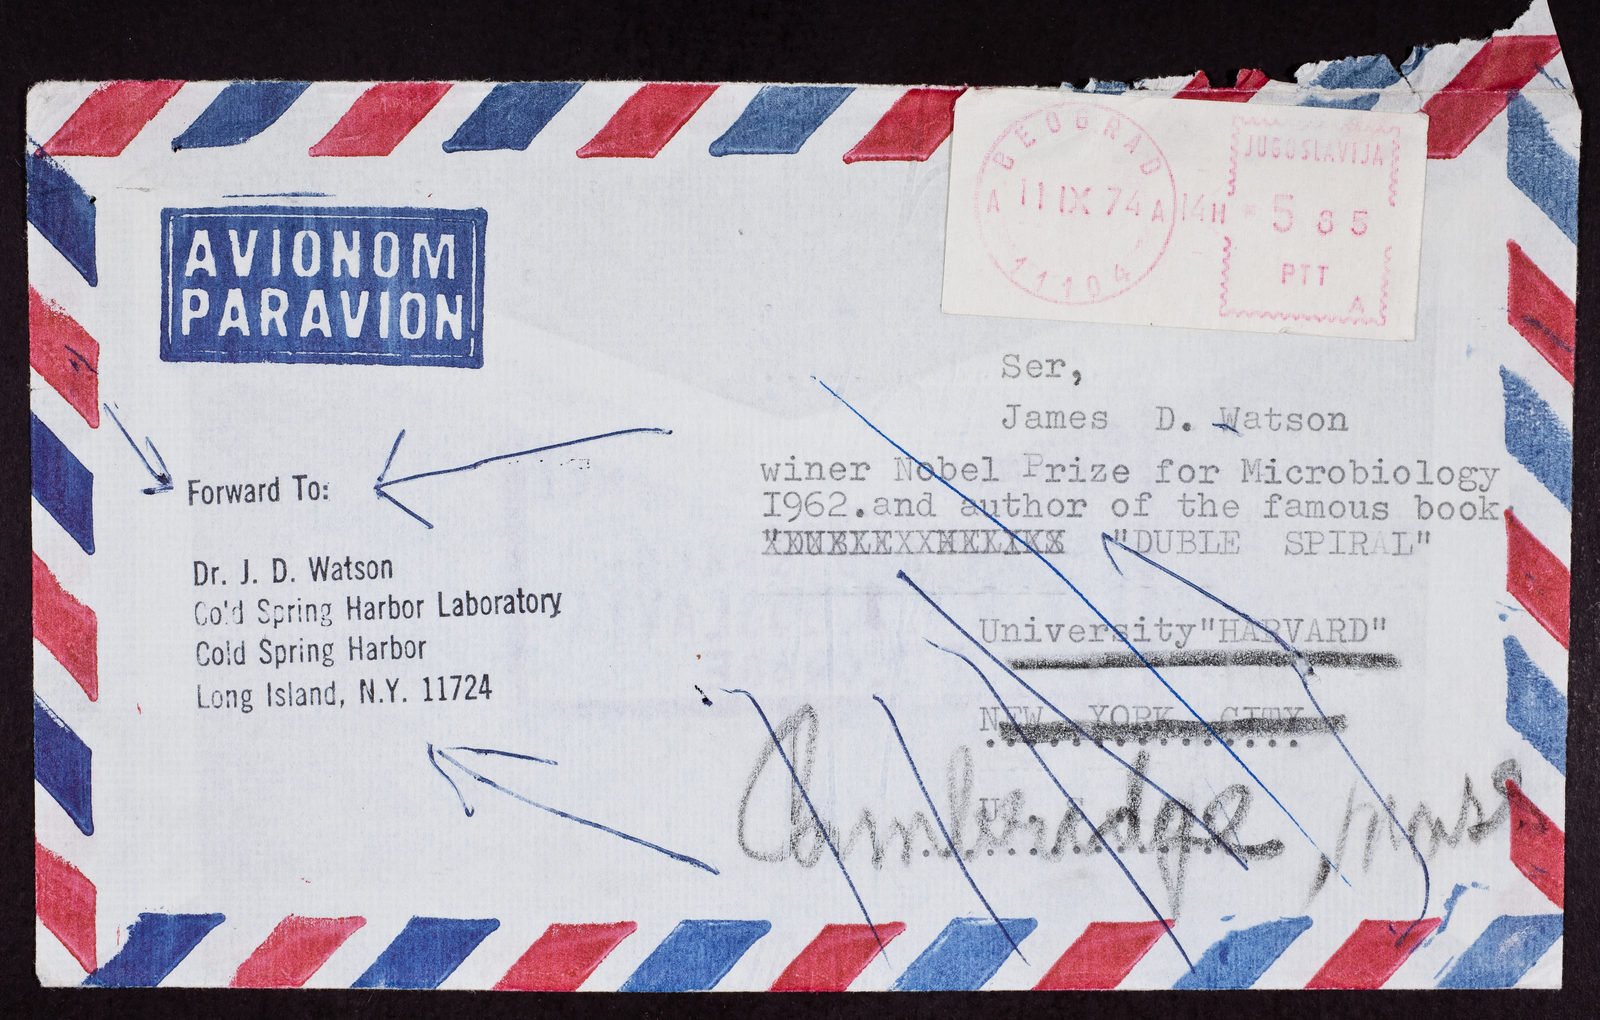 BEOGRAD
A 11 IX 74 A 14H
11104
JUGOSLAVIJA
* 5 65
PTT
A
AVIONOM
PARAVION
Ser,
James D. Watson
winer Nobel Prize for Microbiology
I962.and author of the famous book.
"DUBLE SPIRAL"
University"HARVARD"
NEW YORK CITY
Cambridge, Mass
Forward To:
Dr. J. D. Watson
Cold Spring Harbor Laboratory
Cold Spring Harbor
Long Island, N.Y. 11724